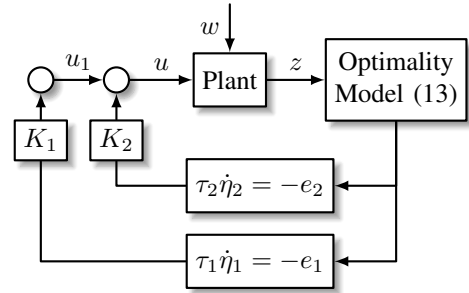 w
u₁
u
Plant
z
Optimality
Model (13)
K₁
K₂
τ₂η̇₂ = −e₂
τ₁η̇₁ = −e₁